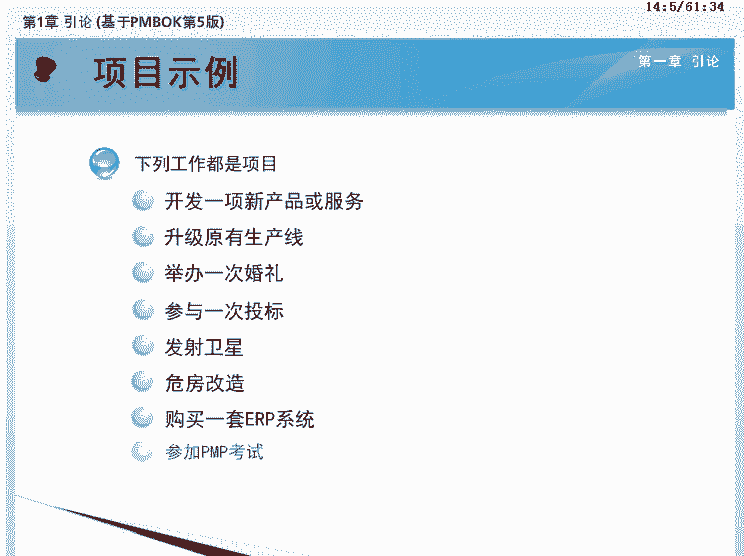 14:5/61:34
第1章 引论 (基于PMBOK第5版)
项目示例
第一章 引论
下列工作都是项目
开发一项新产品或服务
升级原有生产线
举办一次婚礼
参与一次投标
发射卫星
危房改造
购买一套ERP系统
参加PMP考试